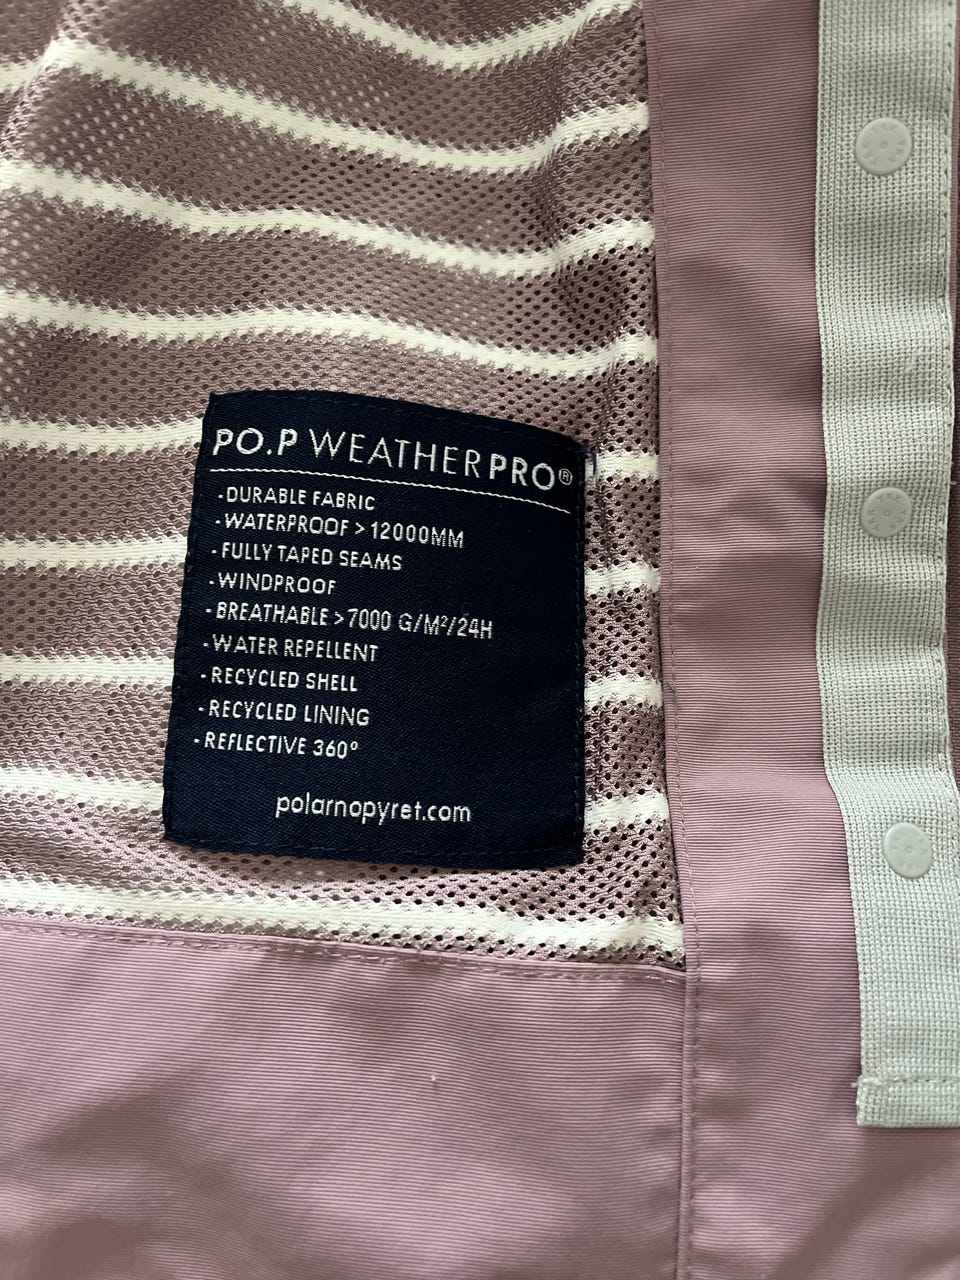 PO.P WEATHERPRO®
-DURABLE FABRIC
-WATERPROOF > 12000MM
-FULLY TAPED SEAMS
-WINDPROOF
-BREATHABLE >7000 G/M²/24H
-WATER REPELLENT
-RECYCLED SHELL
-RECYCLED LINING
-REFLECTIVE 360°
polarnopyret.com